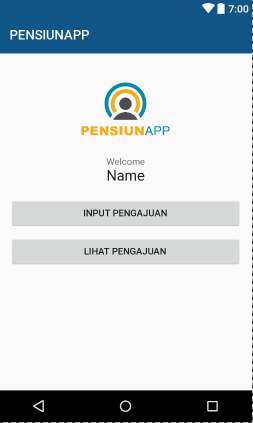 7:00
PENSIUNAPP
PENSIUNAPP
Welcome
Name
INPUT PENGAJUAN
LIHAT PENGAJUAN